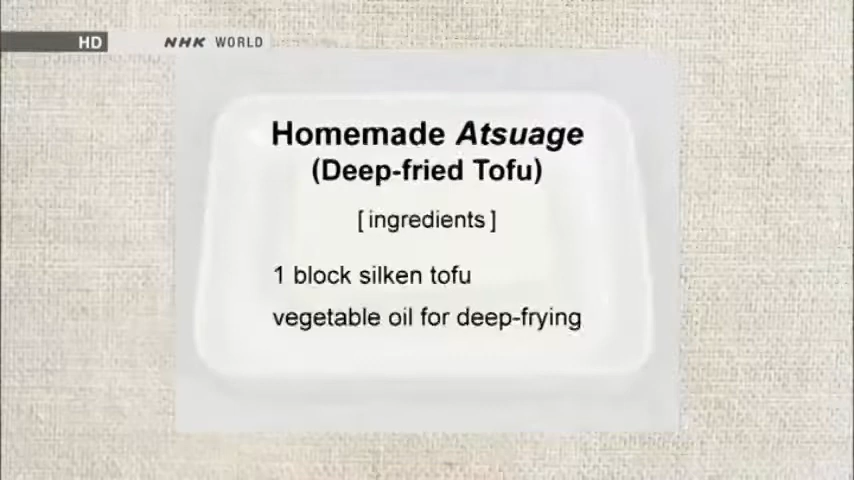 HD
NHK WORLD
Homemade Atsuage
(Deep-fried Tofu)
[ingredients]
1 block silken tofu
vegetable oil for deep-frying